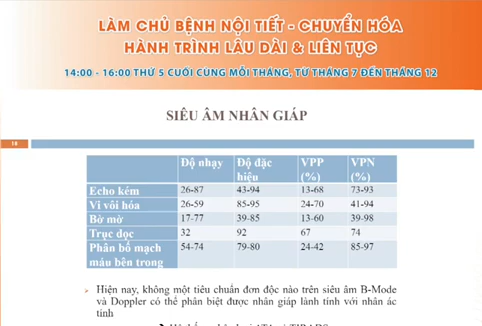 LÀM CHỦ BỆNH NỘI TIẾT - CHUYỂN HÓA
HÀNH TRÌNH LÂU DÀI & LIÊN TỤC
14:00 - 16:00 THỨ 5 CUỐI CÙNG MỖI THÁNG, TỪ THÁNG 7 ĐẾN THÁNG 12
SIÊU ÂM NHÂN GIÁP
18
Độ nhạy Độ đặc hiệu VPP (%) VPN (%)
Echo kém 26-87 43-94 13-68 73-93
Vi vôi hóa 26-59 85-95 24-70 41-94
Bờ mờ 17-77 39-85 13-60 39-98
Trục dọc 32 92 67 74
Phân bố mạch máu bên trong 54-74 79-80 24-42 85-97
Hiện nay, không một tiêu chuẩn đơn độc nào trên siêu âm B-Mode
và Doppler có thể phân biệt được nhân giáp lành tính với nhân ác
tính